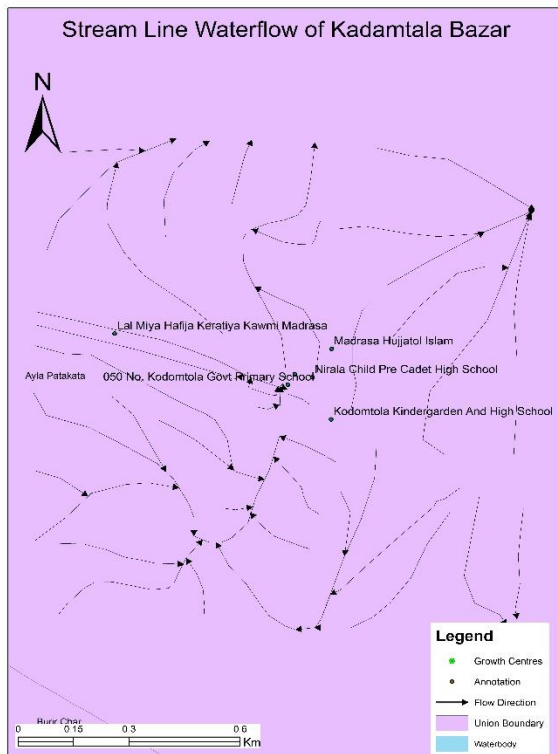 Stream Line Waterflow of Kadamtala Bazar
N
Lal Miya Hafija Keratiya Kawmi Madrasa
Madrasa Hujjatol Islam
Ayla Patakata
050 No. Kodomtola Govt Primary School
Nirala Child Pre Cadet High School
Kodomtola Kindergarden And High School
Legend
Growth Centres
Annotation
Flow Direction
Union Boundary
Waterbody
Burir Char
0 0.15 0.3 0.6
Km